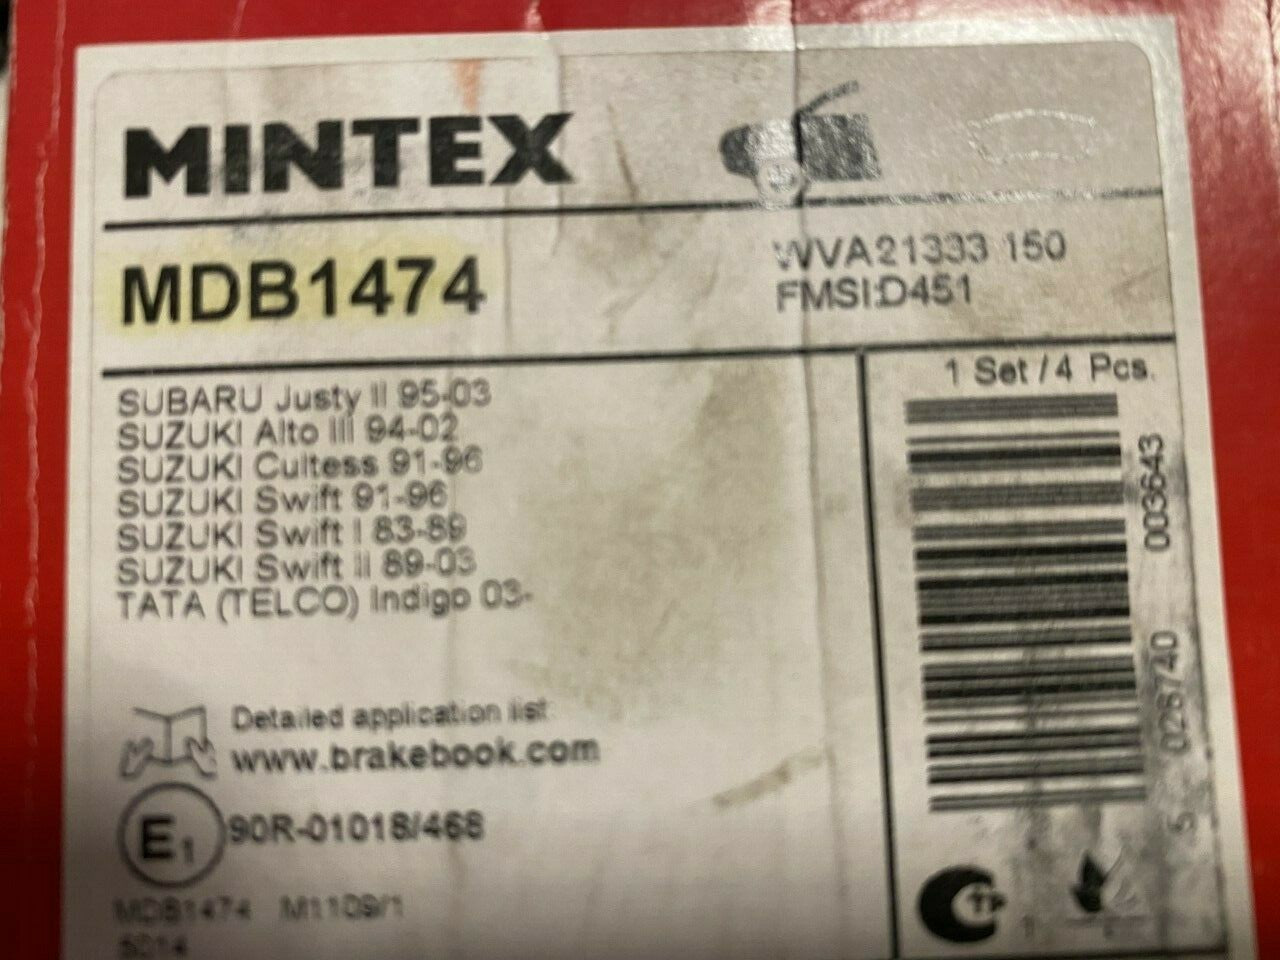 MINTEX
MDB1474
WVA21333 150
FMSI:D451
1 Set / 4 Pcs.
SUBARU Justy II 95-03
SUZUKI Alto III 94-02
SUZUKI Cultess 91-96
SUZUKI Swift 91-96
SUZUKI Swift I 83-89
SUZUKI Swift II 89-03
TATA (TELCO) Indigo 03-
Detailed application list:
www.brakebook.com
E1 90R-01018/468
MDB1474 M1109/1
5014
5 026740 003643